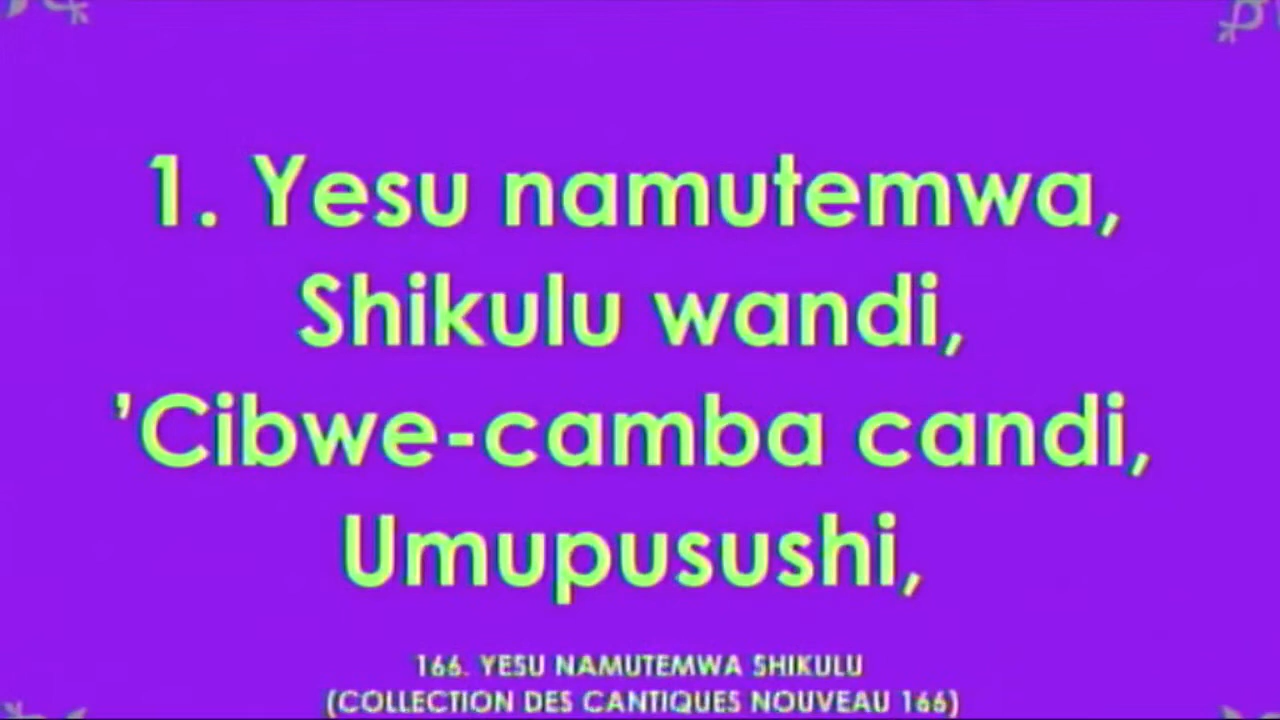 1. Yesu namutemwa,
Shikulu wandi,
’Cibwe-camba candi,
Umupusushi,
166. YESU NAMUTEMWA SHIKULU
(COLLECTION DES CANTIQUES NOUVEAU 166)